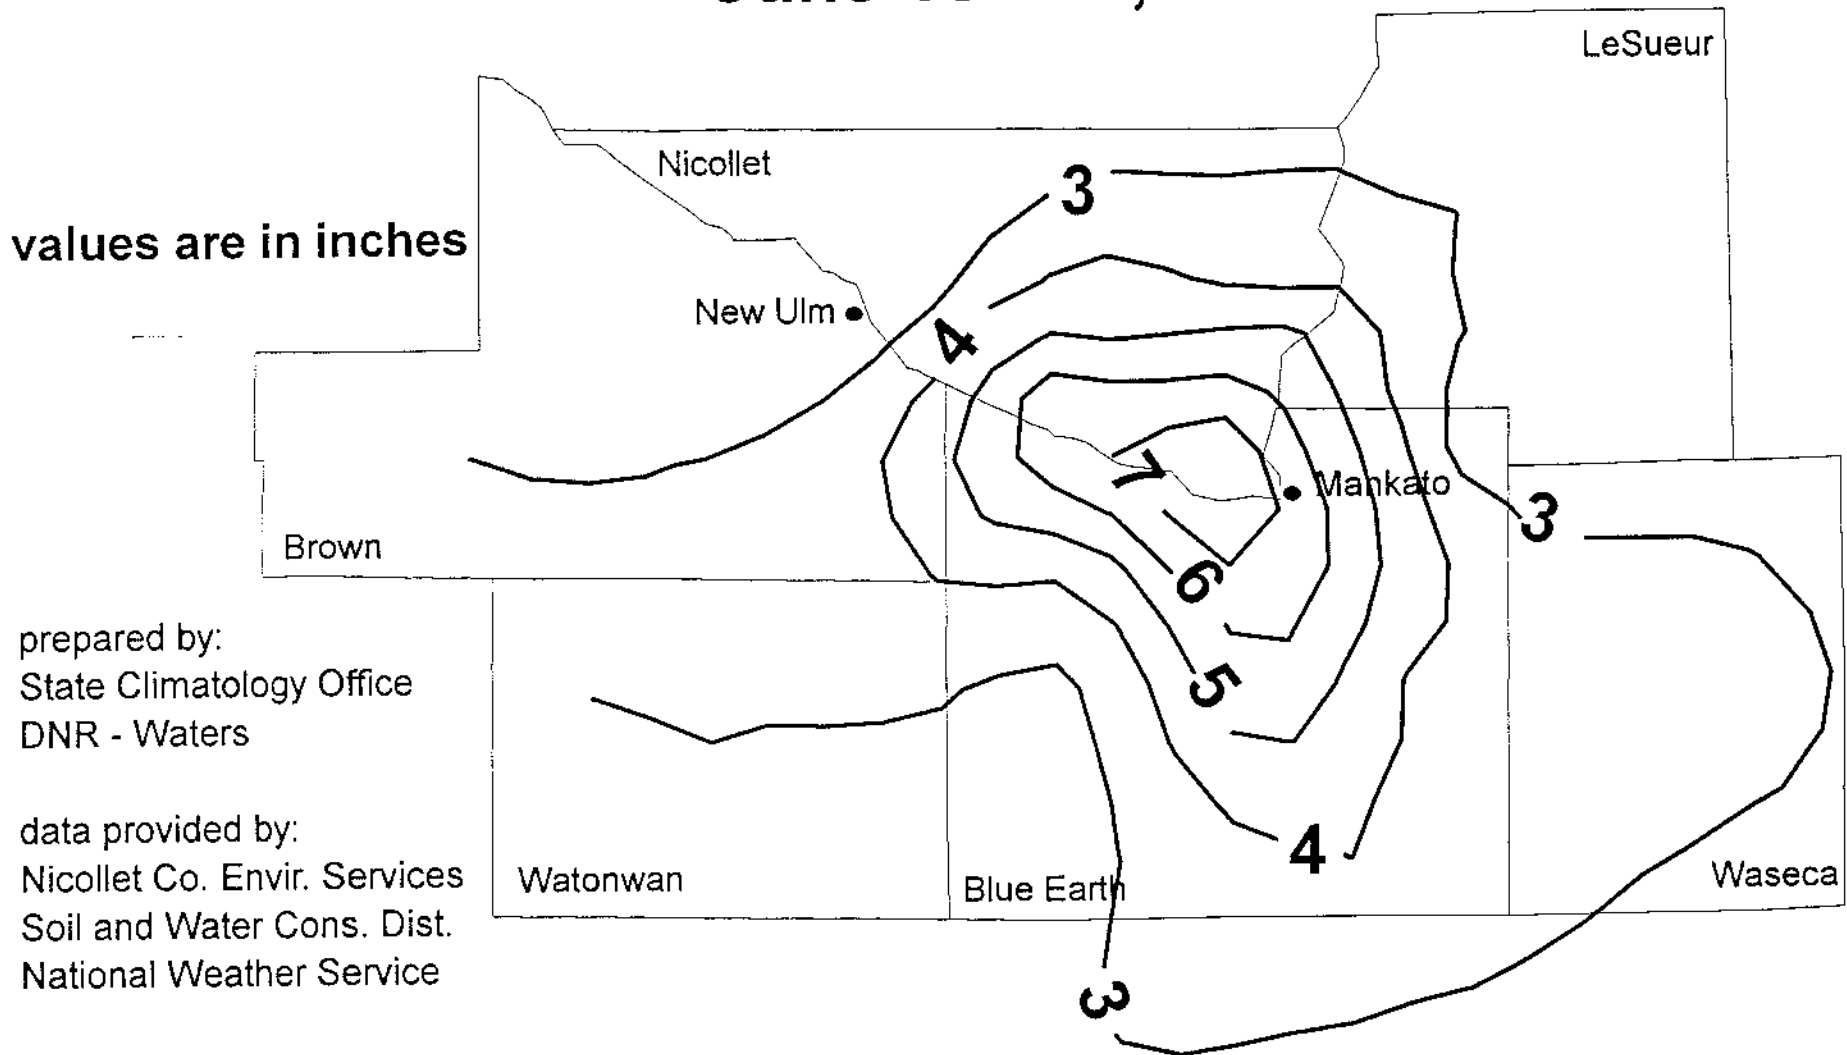 LeSueur
Nicollet
3
values are in inches
New Ulm
4
7
Mankato
3
Brown
6
prepared by:
State Climatology Office
DNR - Waters
5
data provided by:
Nicollet Co. Envir. Services
Soil and Water Cons. Dist.
National Weather Service
4
Watonwan
Blue Earth
Waseca
3